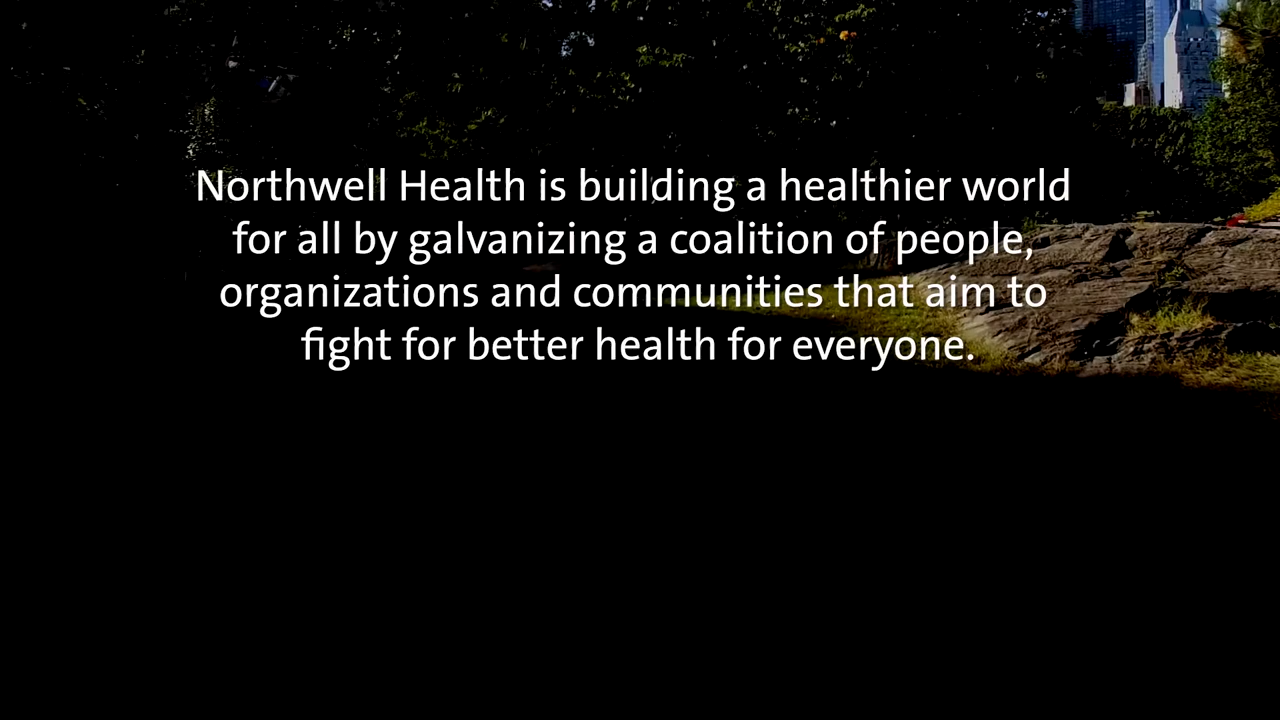 Northwell Health is building a healthier world
for all by galvanizing a coalition of people,
organizations and communities that aim to
fight for better health for everyone.